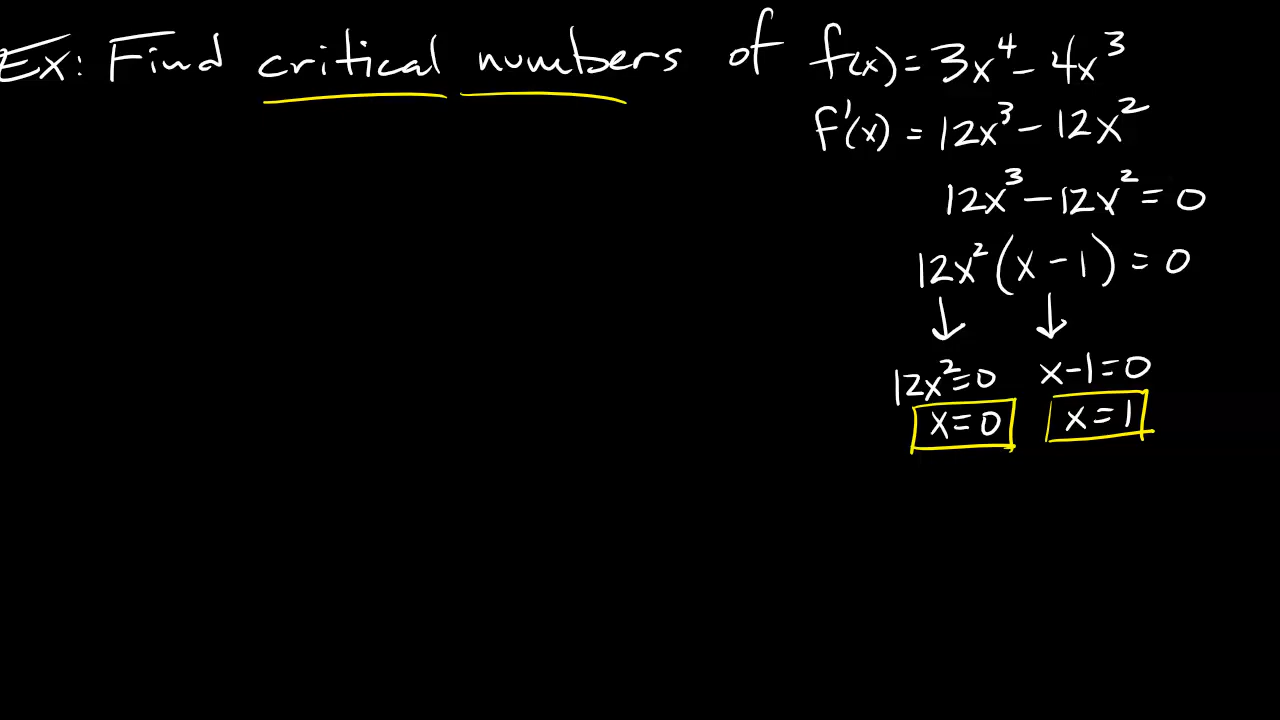 Ex: Find critical numbers of f(x) = 3x⁴ − 4x³
f'(x) = 12x³ − 12x²
12x³ − 12x² = 0
12x²(x − 1) = 0
↓ ↓
12x² = 0 x − 1 = 0
x = 0 x = 1